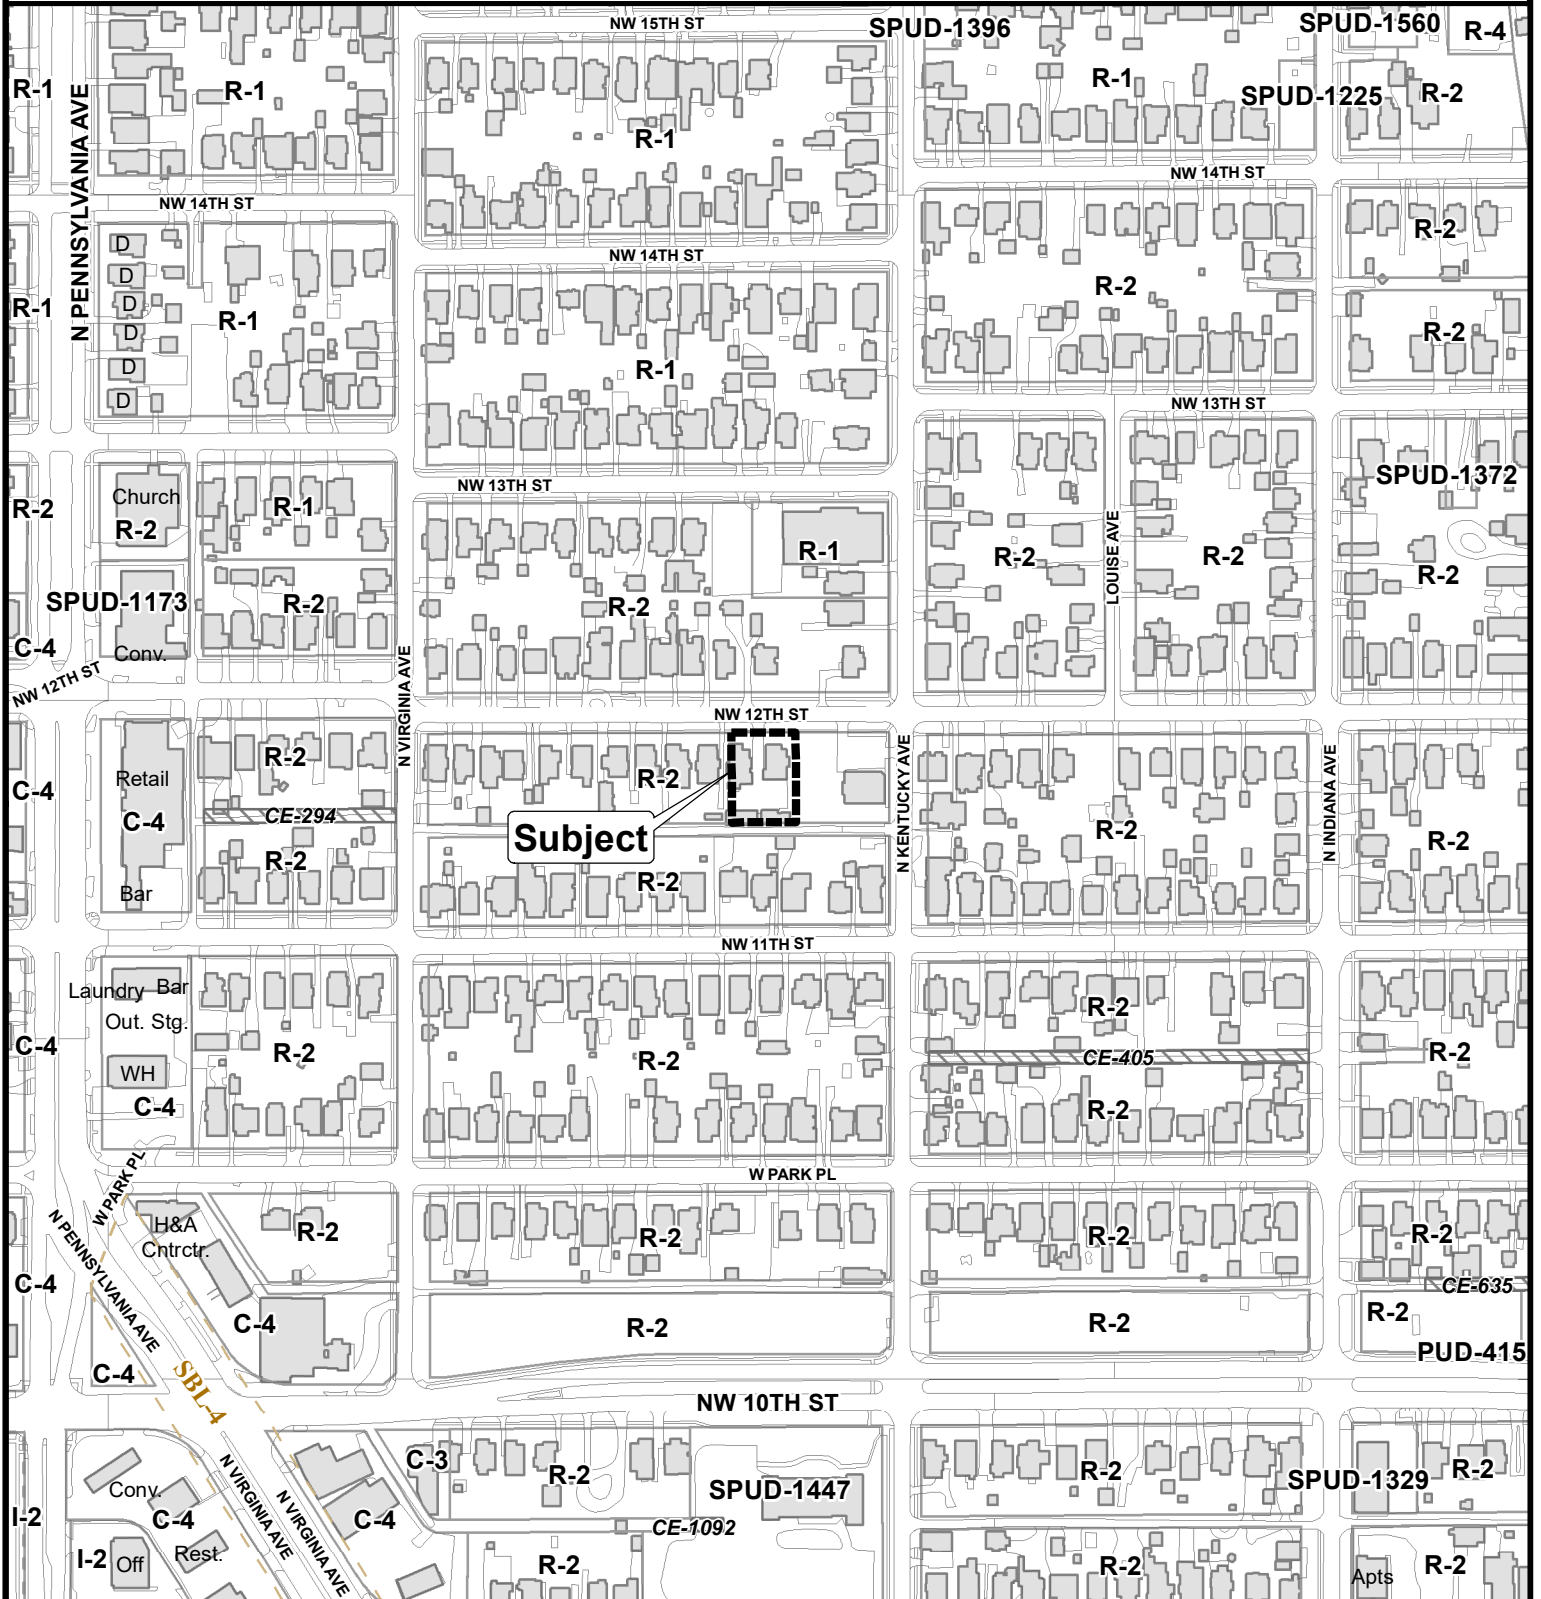 NW 15TH ST
SPUD-1396
SPUD-1560
R-4
R-1
N PENNSYLVANIA AVE
R-1
R-1
R-1
SPUD-1225
R-2
NW 14TH ST
NW 14TH ST
NW 14TH ST
R-2
D
D
D
D
D
D
R-1
R-1
R-1
R-2
R-2
NW 13TH ST
NW 13TH ST
Church
R-2
R-2
R-1
SPUD-1372
R-1
R-2
LOUISE AVE
R-2
R-2
SPUD-1173
R-2
R-2
C-4
Conv.
NW 12TH ST
N VIRGINIA AVE
NW 12TH ST
R-2
R-2
N KENTUCKY AVE
N INDIANA AVE
C-4
Retail
C-4
CE-294
Subject
R-2
R-2
R-2
R-2
Bar
NW 11TH ST
Laundry
Bar
Out. Stg.
R-2
C-4
R-2
R-2
CE-405
R-2
WH
C-4
R-2
W PARK PL
W PARK PL
N PENNSYLVANIA AVE
H&A
Cntrctr.
R-2
R-2
R-2
R-2
C-4
CE-635
C-4
R-2
R-2
R-2
PUD-415
C-4
SBL-4
NW 10TH ST
C-3
R-2
SPUD-1447
R-2
SPUD-1329
R-2
Conv.
C-4
N VIRGINIA AVE
N VIRGINIA AVE
C-4
I-2
CE-1092
I-2
Off
Rest.
R-2
R-2
Apts
R-2